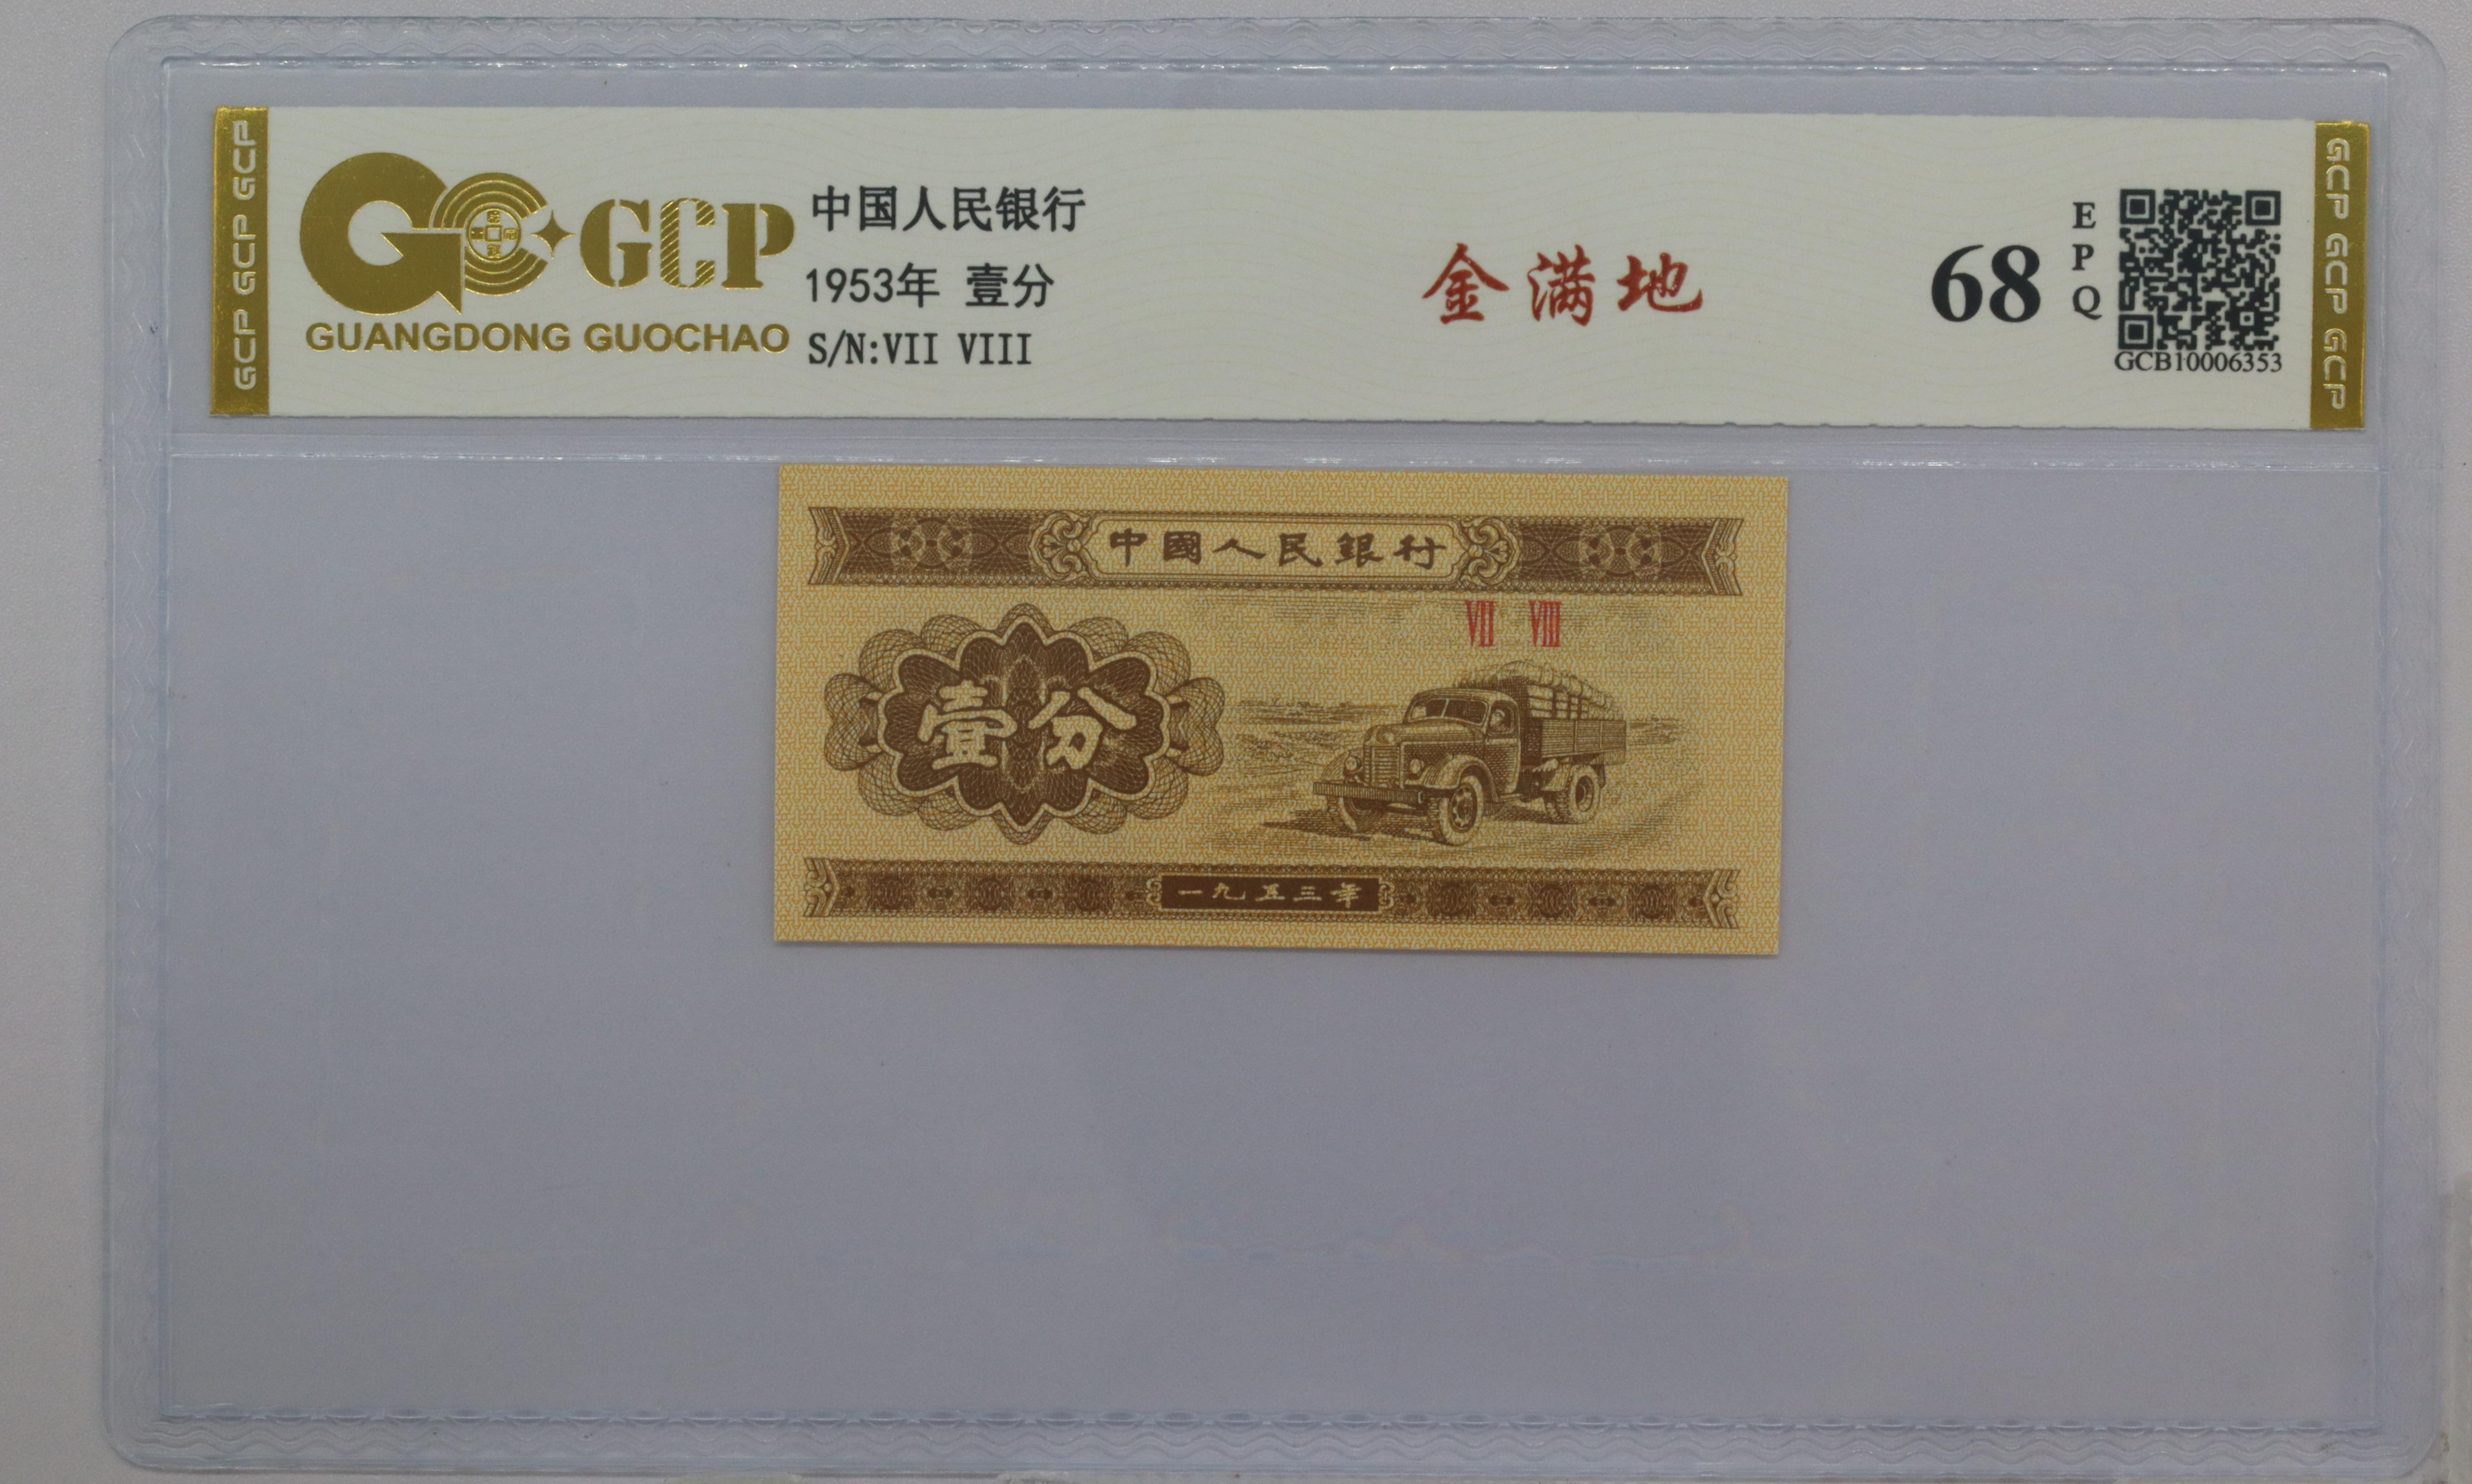 GCP GCP GCP
GCP
GUANGDONG GUOCHAO
中国人民银行
1953年 壹分
S/N:VII VIII
金满地
68
EPQ
GCB10006353
GCP GCP GCP
中國人民銀行
VII VIII
壹分
一九五三年